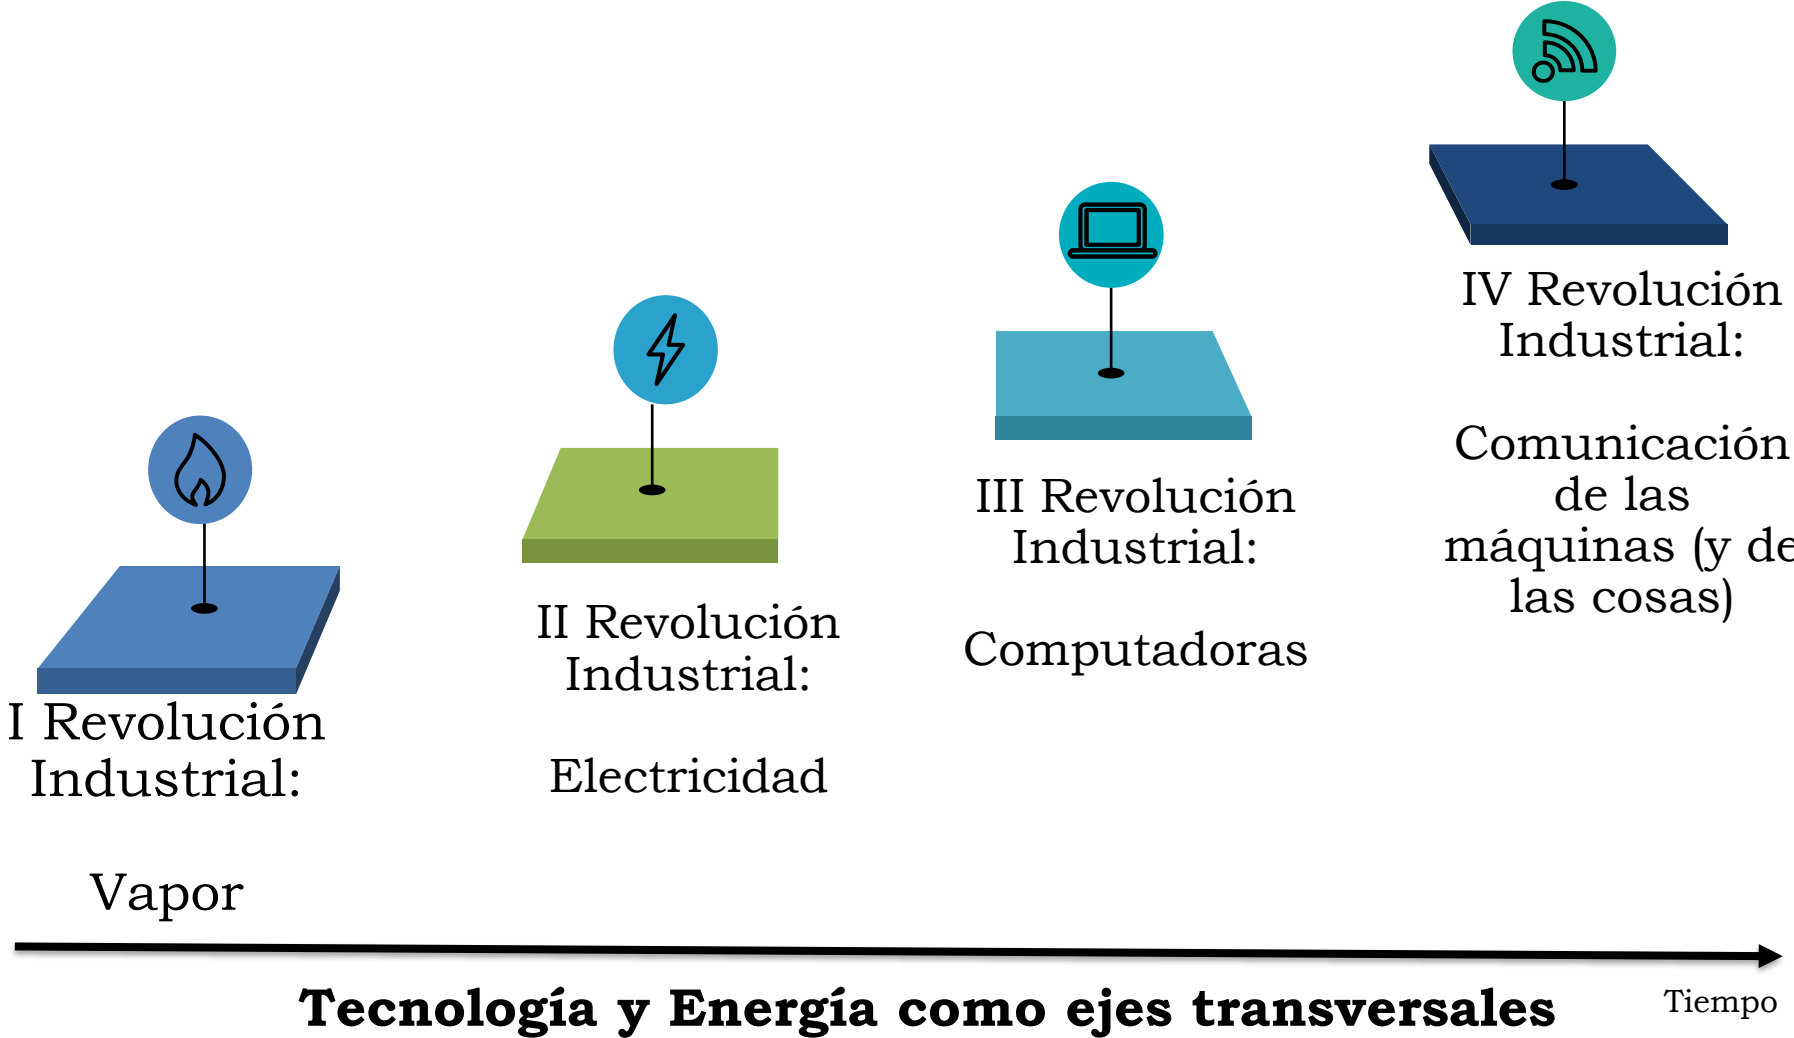 I Revolución
Industrial:
Vapor
II Revolución
Industrial:
Electricidad
III Revolución
Industrial:
Computadoras
IV Revolución
Industrial:
Comunicación
de las
máquinas (y de
las cosas)
Tecnología y Energía como ejes transversales
Tiempo